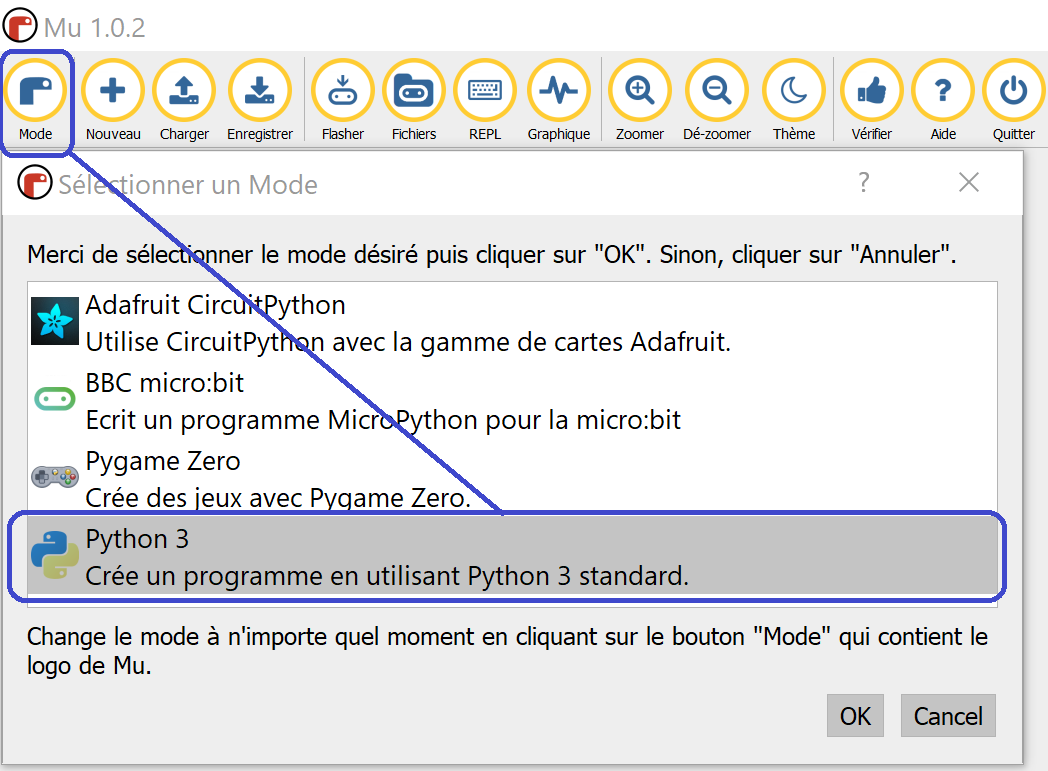 Mu 1.0.2
Mode Nouveau Charger Enregistrer Flasher Fichiers REPL Graphique Zoomer Dé-zoomer Thème Vérifier Aide Quitter
Sélectionner un Mode ?
Merci de sélectionner le mode désiré puis cliquer sur "OK". Sinon, cliquer sur "Annuler".
Adafruit CircuitPython
Utilise CircuitPython avec la gamme de cartes Adafruit.
BBC micro:bit
Ecrit un programme MicroPython pour la micro:bit
Pygame Zero
Crée des jeux avec Pygame Zero.
Python 3
Crée un programme en utilisant Python 3 standard.
Change le mode à n'importe quel moment en cliquant sur le bouton "Mode" qui contient le
logo de Mu.
OK Cancel